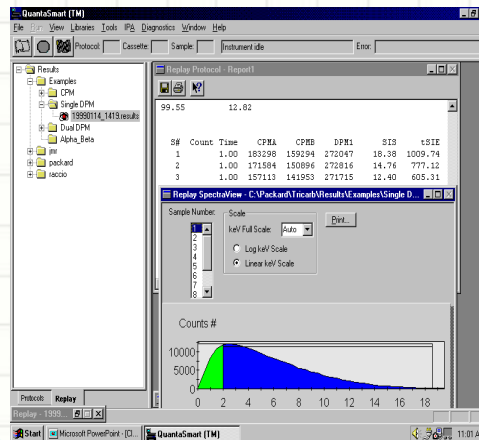 QuantaSmart (TM)
File Run View Libraries Tools IPA Diagnostics Window Help
Protocol: Cassette: Sample: Instrument idle Error:
Results
Examples
CPM
Single DPM
19990114_1419.results
Dual DPM
Alpha_Beta
jmr
packard
raccio
Protocols Replay
Replay Protocol - Report1
99.55 12.82
S# Count Time CPMA CPMB DPM1 SIS tSIE
1 1.00 183298 159294 272047 18.38 1009.74
2 1.00 171584 150896 272816 14.76 777.12
3 1.00 157113 141953 271715 12.40 605.31
Replay SpectraView - C:\Packard\Tricarb\Results\Examples\Single D...
Sample Number:
1
2
3
4
5
6
7
8
Scale
keV Full Scale: Auto
Log keV Scale
Linear keV Scale
Print...
Counts #
10000
5000
0
0 2 4 6 8 10 12 14 16 18
Replay - 1999...
Start Microsoft PowerPoint - [C... QuantaSmart (TM) 11:01 A